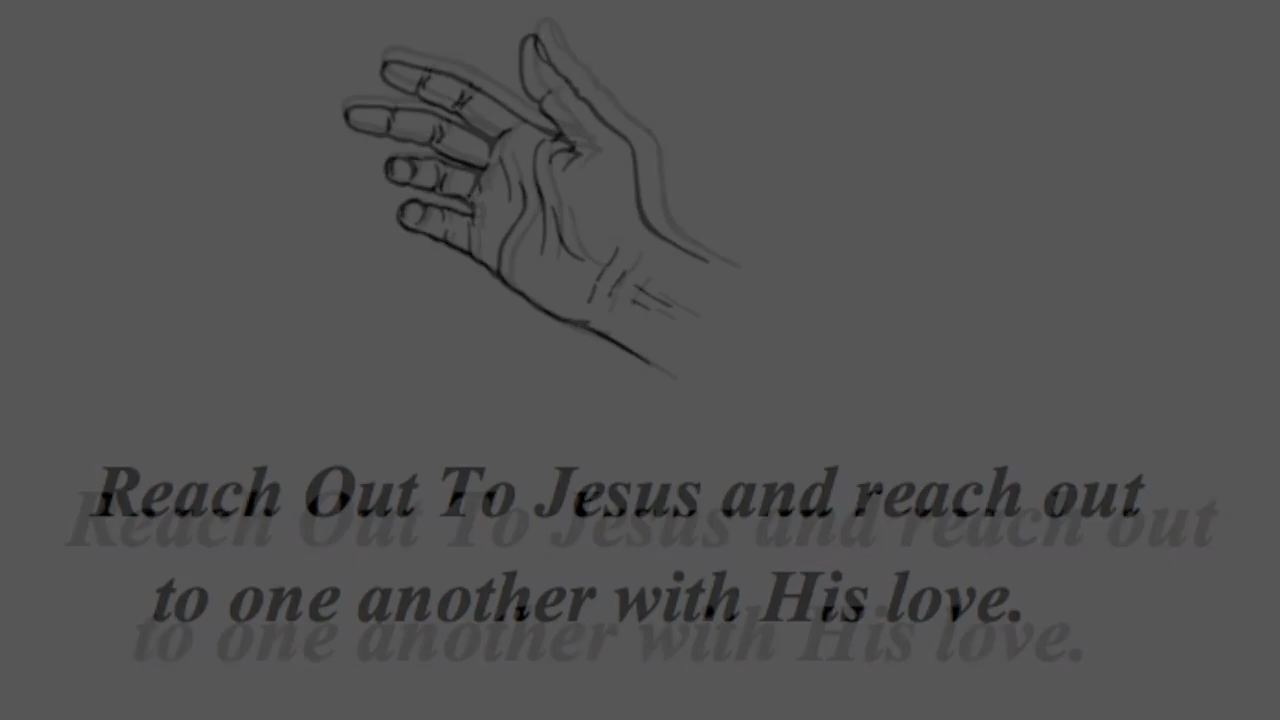 Reach Out To Jesus and reach out
to one another with His love.